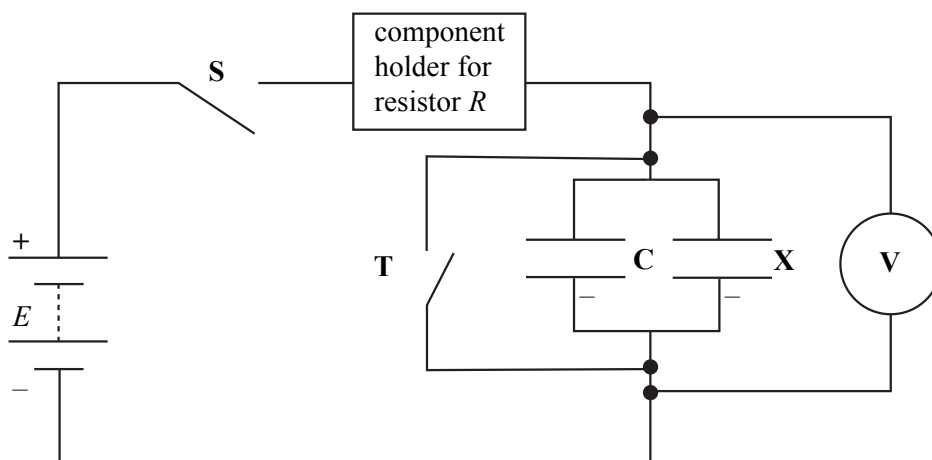 component
holder for
resistor R
S
+
E
–
T
C
X
V
–
–